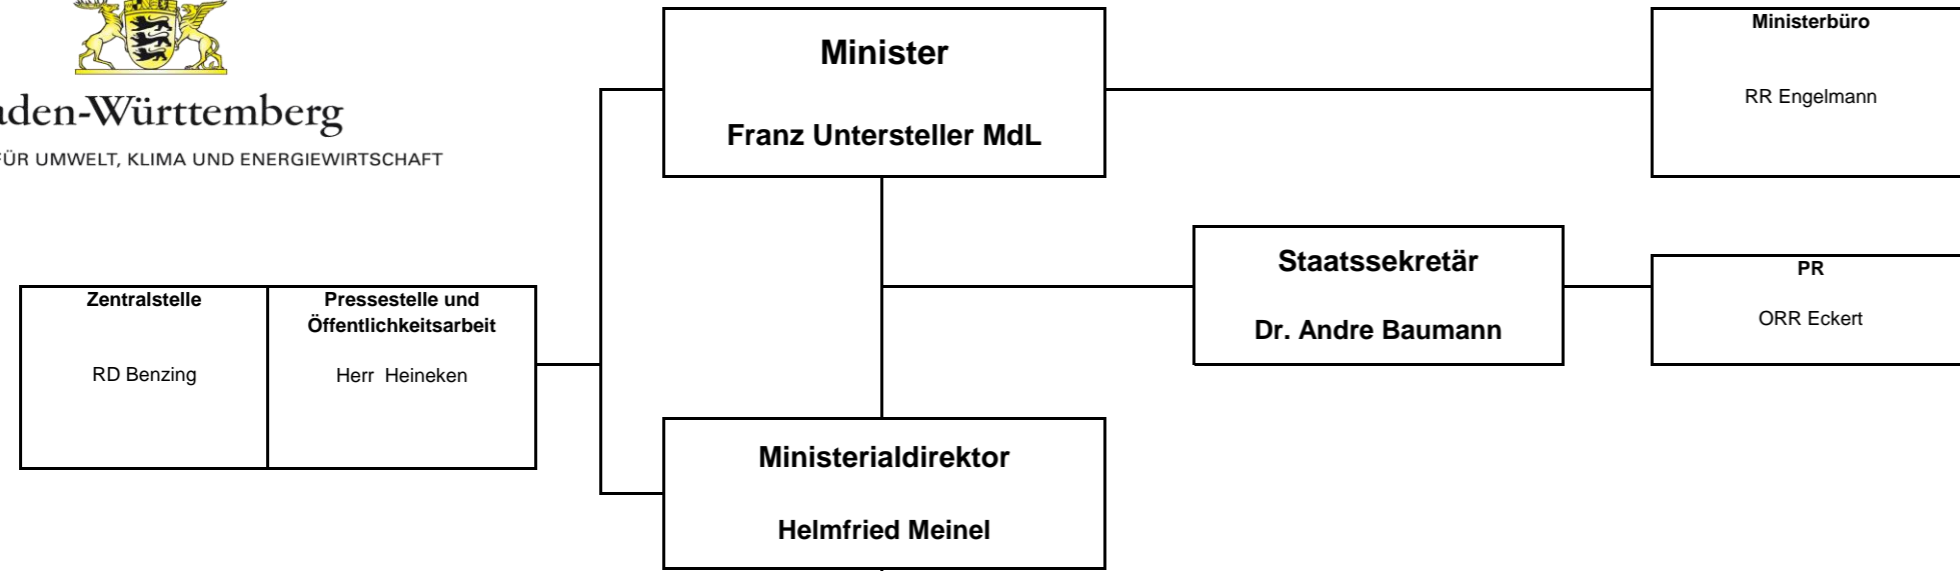 Minister
Franz Untersteller MdL
Ministerbüro
RR Engelmann
aden-Württemberg
FÜR UMWELT, KLIMA UND ENERGIEWIRTSCHAFT
Staatssekretär
Dr. Andre Baumann
PR
ORR Eckert
Zentralstelle
RD Benzing
Pressestelle und
Öffentlichkeitsarbeit
Herr Heineken
Ministerialdirektor
Helmfried Meinel